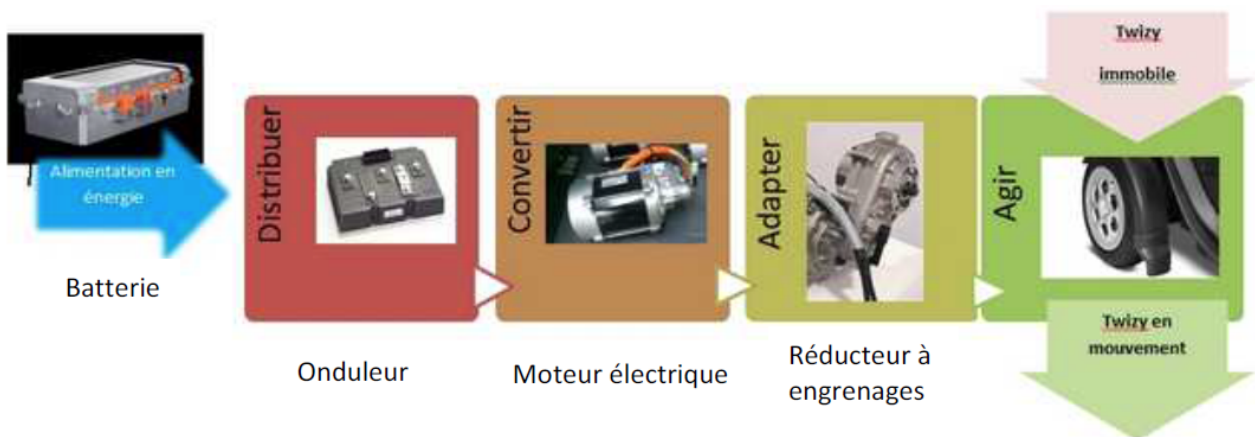 Alimentation en
énergie
Batterie
Distribuer
Onduleur
Convertir
Moteur électrique
Adapter
Réducteur à
engrenages
Agir
Twizy
immobile
Twizy en
mouvement